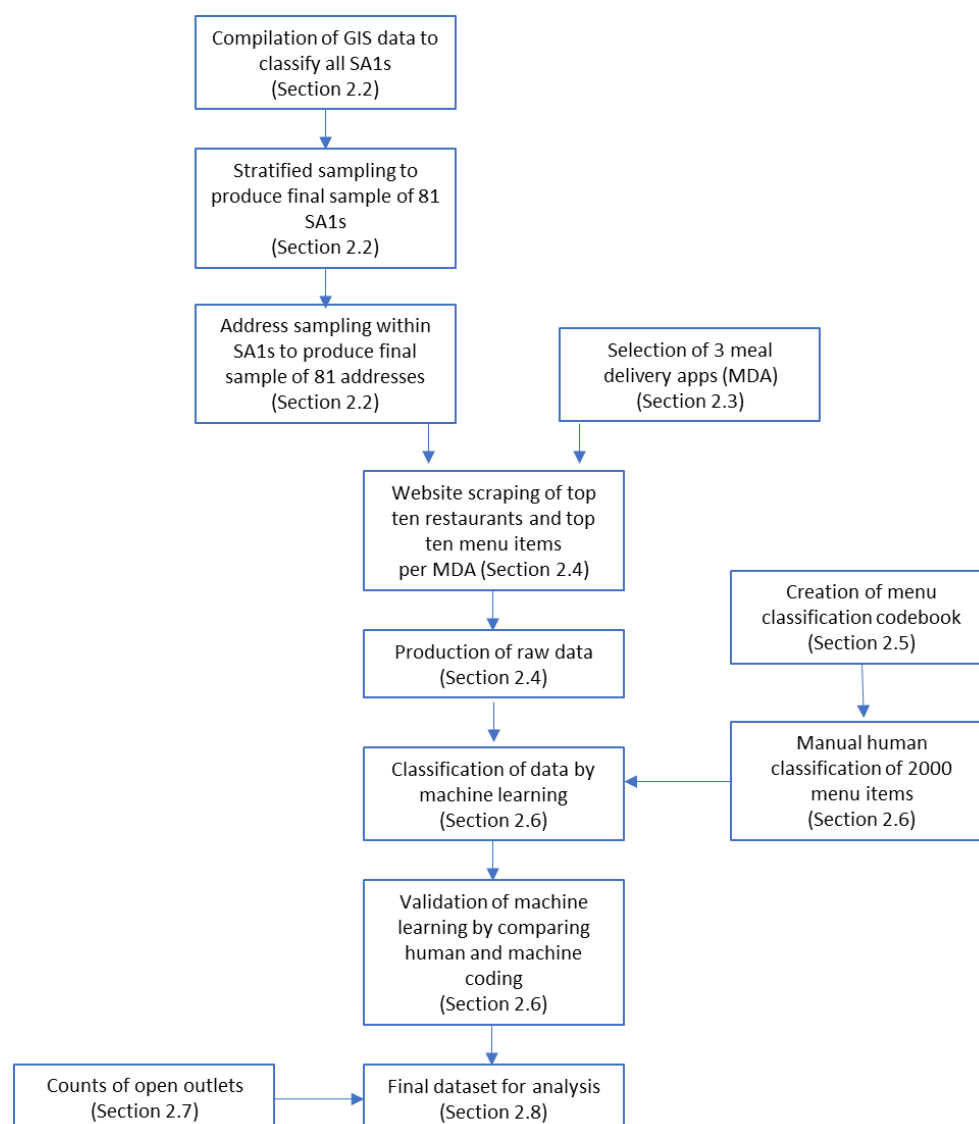 Compilation of GIS data to
classify all SA1s
(Section 2.2)
Stratified sampling to
produce final sample of 81
SA1s
(Section 2.2)
Address sampling within
SA1s to produce final
sample of 81 addresses
(Section 2.2)
Selection of 3 meal
delivery apps (MDA)
(Section 2.3)
Website scraping of top
ten restaurants and top
ten menu items
per MDA (Section 2.4)
Creation of menu
classification codebook
(Section 2.5)
Production of raw data
(Section 2.4)
Manual human
classification of 2000
menu items
(Section 2.6)
Classification of data by
machine learning
(Section 2.6)
Validation of machine
learning by comparing
human and machine
coding
(Section 2.6)
Counts of open outlets
(Section 2.7)
Final dataset for analysis
(Section 2.8)